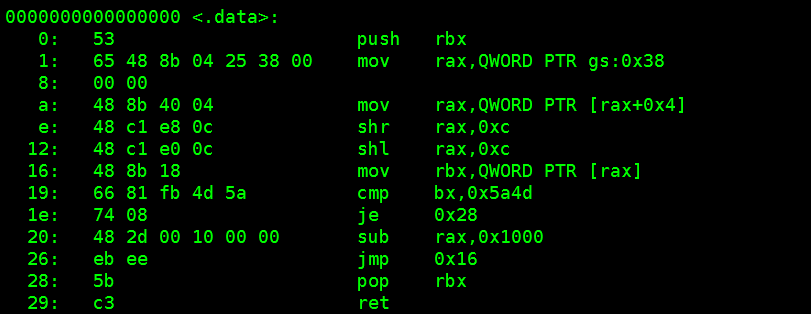 0000000000000000 <.data>:
0: 53 push rbx
1: 65 48 8b 04 25 38 00 mov rax,QWORD PTR gs:0x38
8: 00 00
a: 48 8b 40 04 mov rax,QWORD PTR [rax+0x4]
e: 48 c1 e8 0c shr rax,0xc
12: 48 c1 e0 0c shl rax,0xc
16: 48 8b 18 mov rbx,QWORD PTR [rax]
19: 66 81 fb 4d 5a cmp bx,0x5a4d
1e: 74 08 je 0x28
20: 48 2d 00 10 00 00 sub rax,0x1000
26: eb ee jmp 0x16
28: 5b pop rbx
29: c3 ret